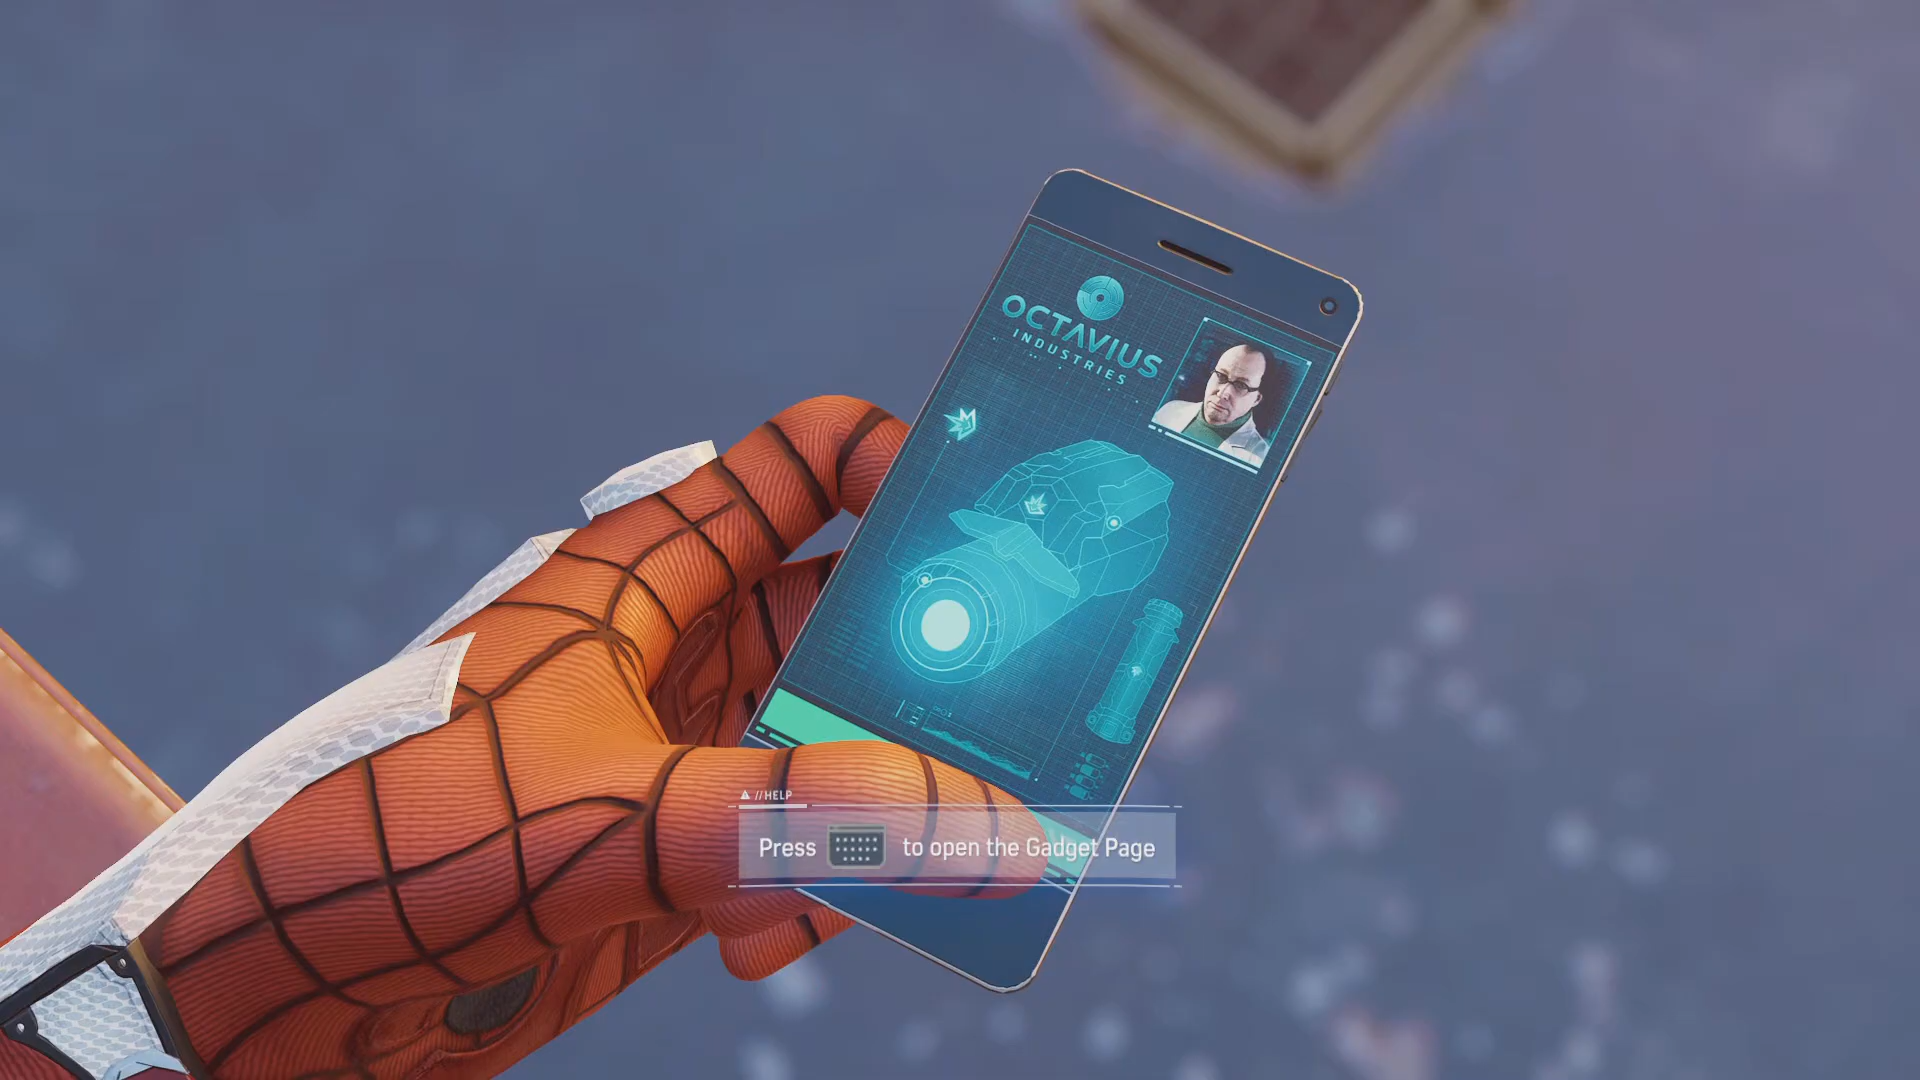 OCTAVIUS
INDUSTRIES
//HELP
Press to open the Gadget Page